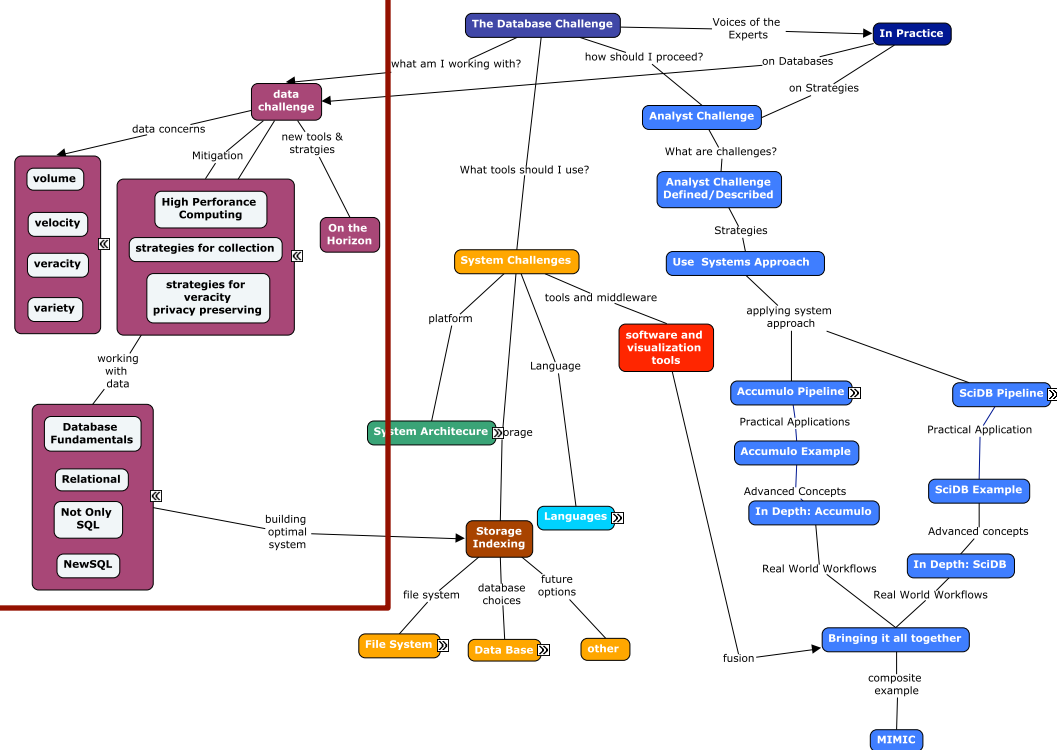 The Database Challenge
Voices of the
Experts
In Practice
what am I working with?
how should I proceed?
on Databases
on Strategies
data
challenge
Analyst Challenge
data concerns
Mitigation
new tools &
stratgies
What are challenges?
What tools should I use?
volume
velocity
veracity
variety
High Perforance
Computing
strategies for collection
strategies for
veracity
privacy preserving
On the
Horizon
Analyst Challenge
Defined/Described
Strategies
System Challenges
Use Systems Approach
platform
tools and middleware
applying system
approach
software and
visualization
tools
Language
working
with
data
Accumulo Pipeline
SciDB Pipeline
Practical Applications
Practical Application
Database
Fundamentals
Relational
Not Only
SQL
NewSQL
System Architecure
orage
Accumulo Example
SciDB Example
Advanced Concepts
In Depth: Accumulo
Languages
building
optimal
system
Storage
Indexing
Advanced concepts
In Depth: SciDB
Real World Workflows
Real World Workflows
file system
database
choices
future
options
File System
Data Base
other
Bringing it all together
fusion
composite
example
MIMIC